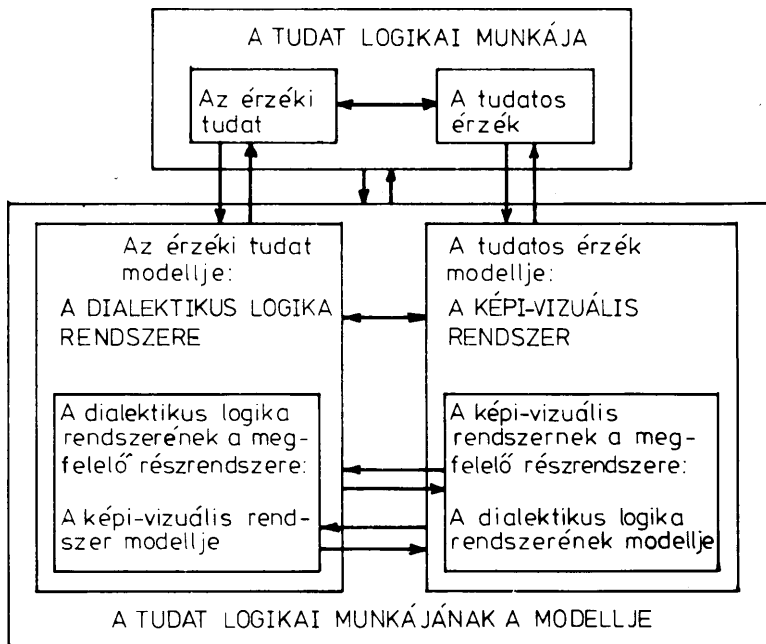 A TUDAT LOGIKAI MUNKÁJA
Az érzéki
tudat
A tudatos
érzék
Az érzéki tudat
modellje:
A DIALEKTIKUS LOGIKA
RENDSZERE
A tudatos érzék
modellje:
A KÉPI-VIZUÁLIS
RENDSZER
A dialektikus logika
rendszerének a meg-
felelő részrendszere:
A képi-vizuális rend-
szer modellje
A képi-vizuális
rendszernek a meg-
felelő részrendszere:
A dialektikus logika
rendszerének modellje
A TUDAT LOGIKAI MUNKÁJÁNAK A MODELLJE